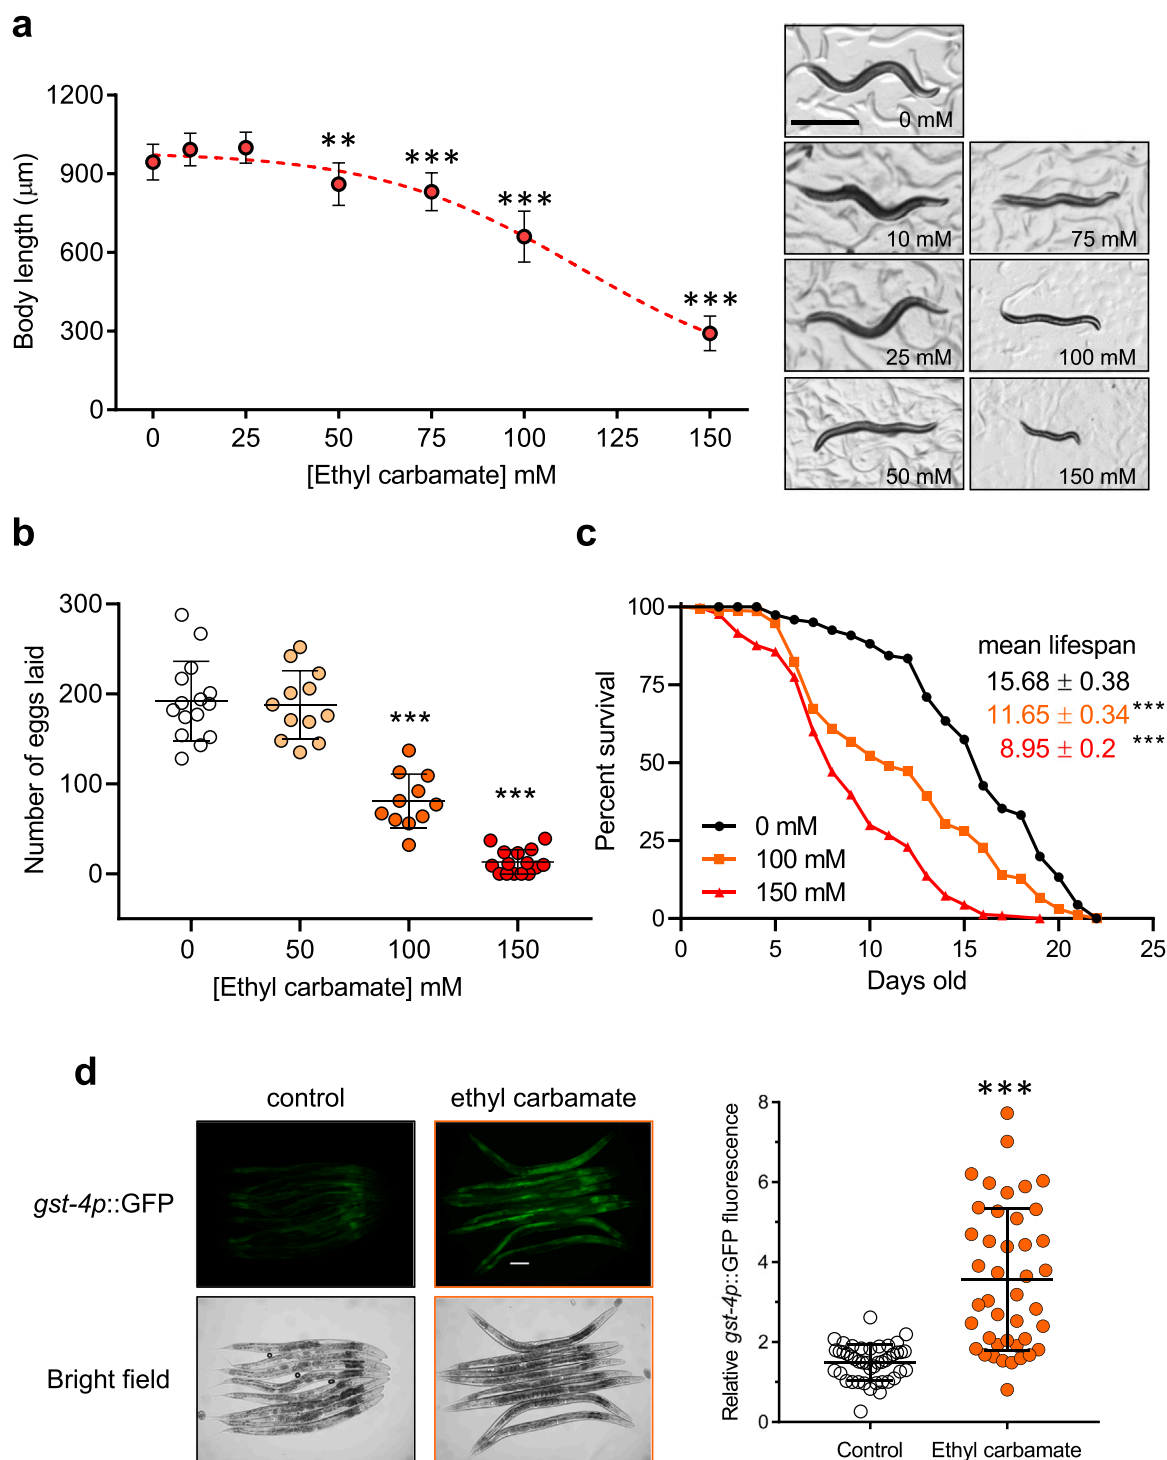 a
1200
900
600
300
0
Body length (μm)
**
***
***
***
0 25 50 75 100 125 150
[Ethyl carbamate] mM
0 mM
10 mM
75 mM
25 mM
100 mM
50 mM
150 mM
b
300
200
100
0
Number of eggs laid
***
***
0 50 100 150
[Ethyl carbamate] mM
c
100
75
50
25
0
Percent survival
mean lifespan
15.68 ± 0.38
11.65 ± 0.34 ***
8.95 ± 0.2 ***
0 mM
100 mM
150 mM
0 5 10 15 20 25
Days old
d
control
ethyl carbamate
gst-4p::GFP
Bright field
8
6
4
2
0
Relative gst-4p::GFP fluorescence
***
Control Ethyl carbamate